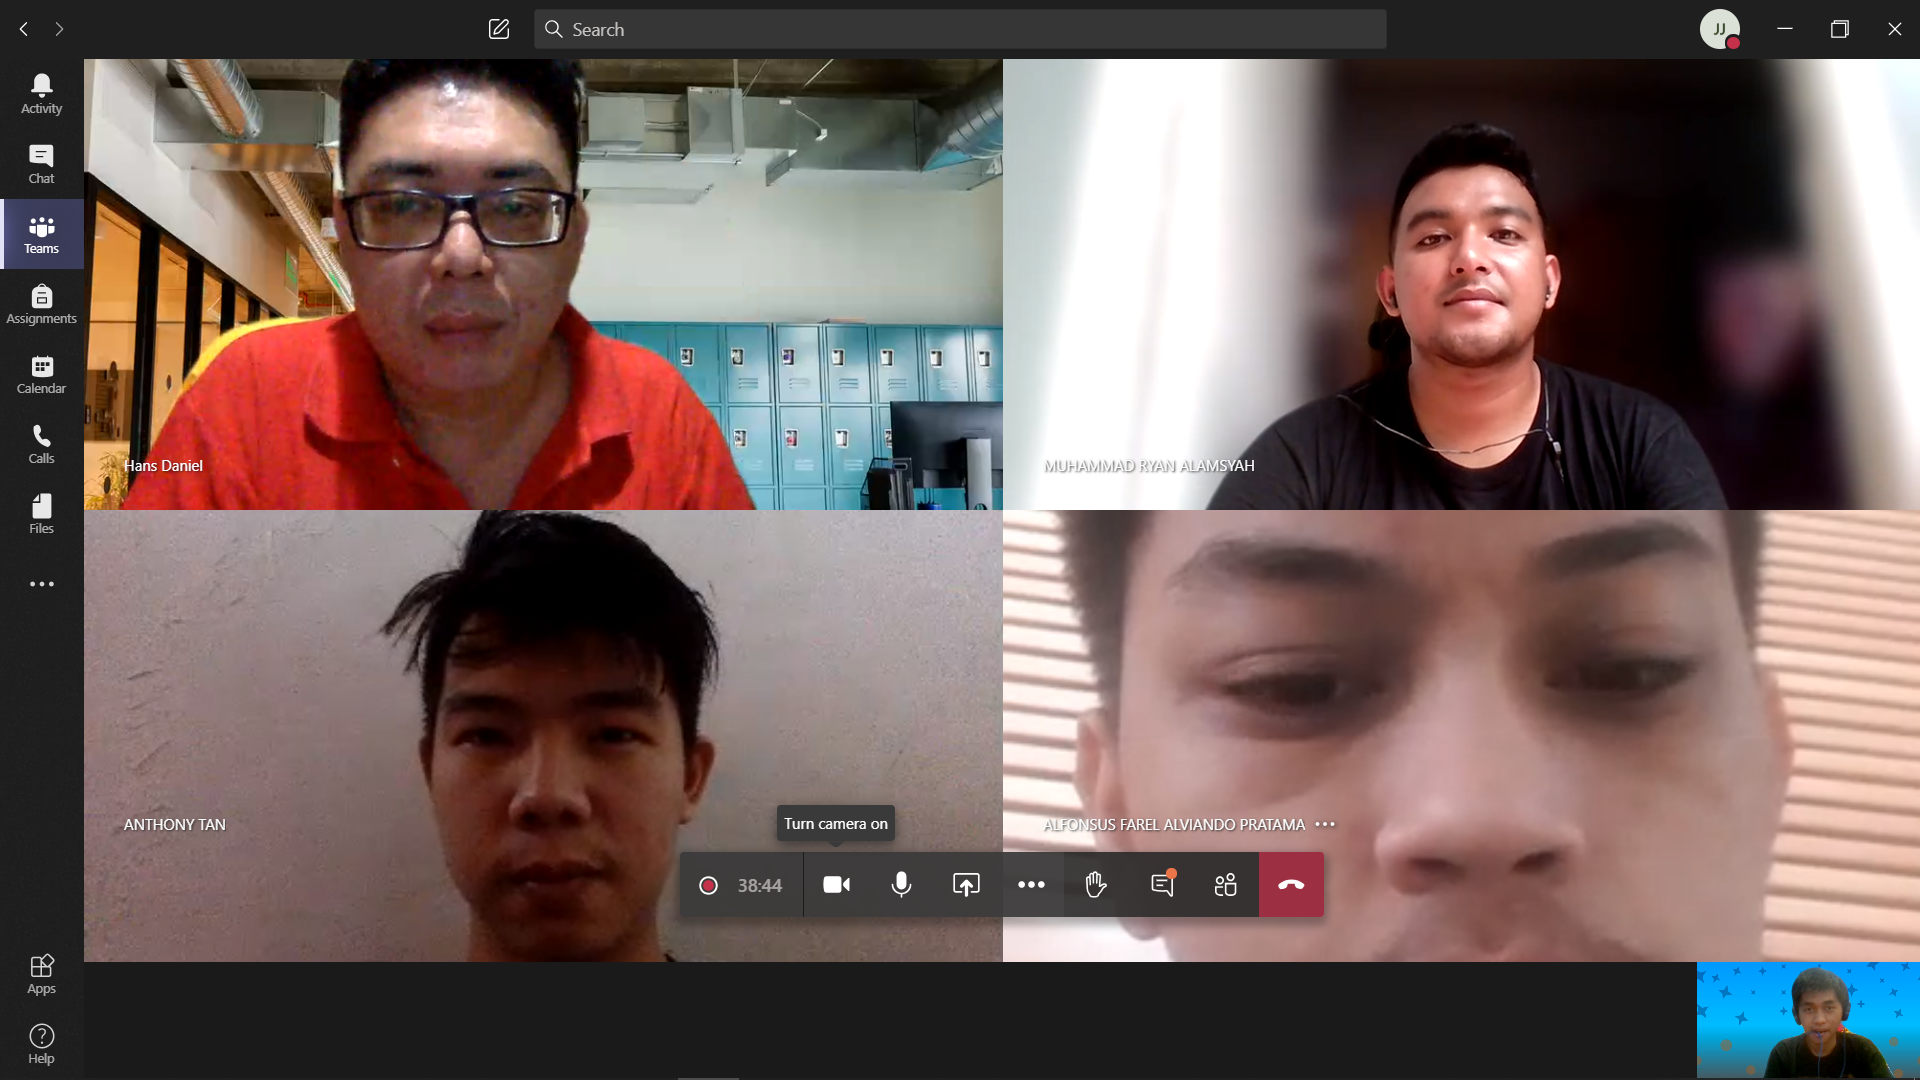 Search
JJ
Activity
Chat
Teams
Assignments
Calendar
Calls
Files
Apps
Help
Hans Daniel
MUHAMMAD RYAN ALAMSYAH
ANTHONY TAN
ALFONSUS FAREL ALVIANDO PRATAMA
Turn camera on
38:44